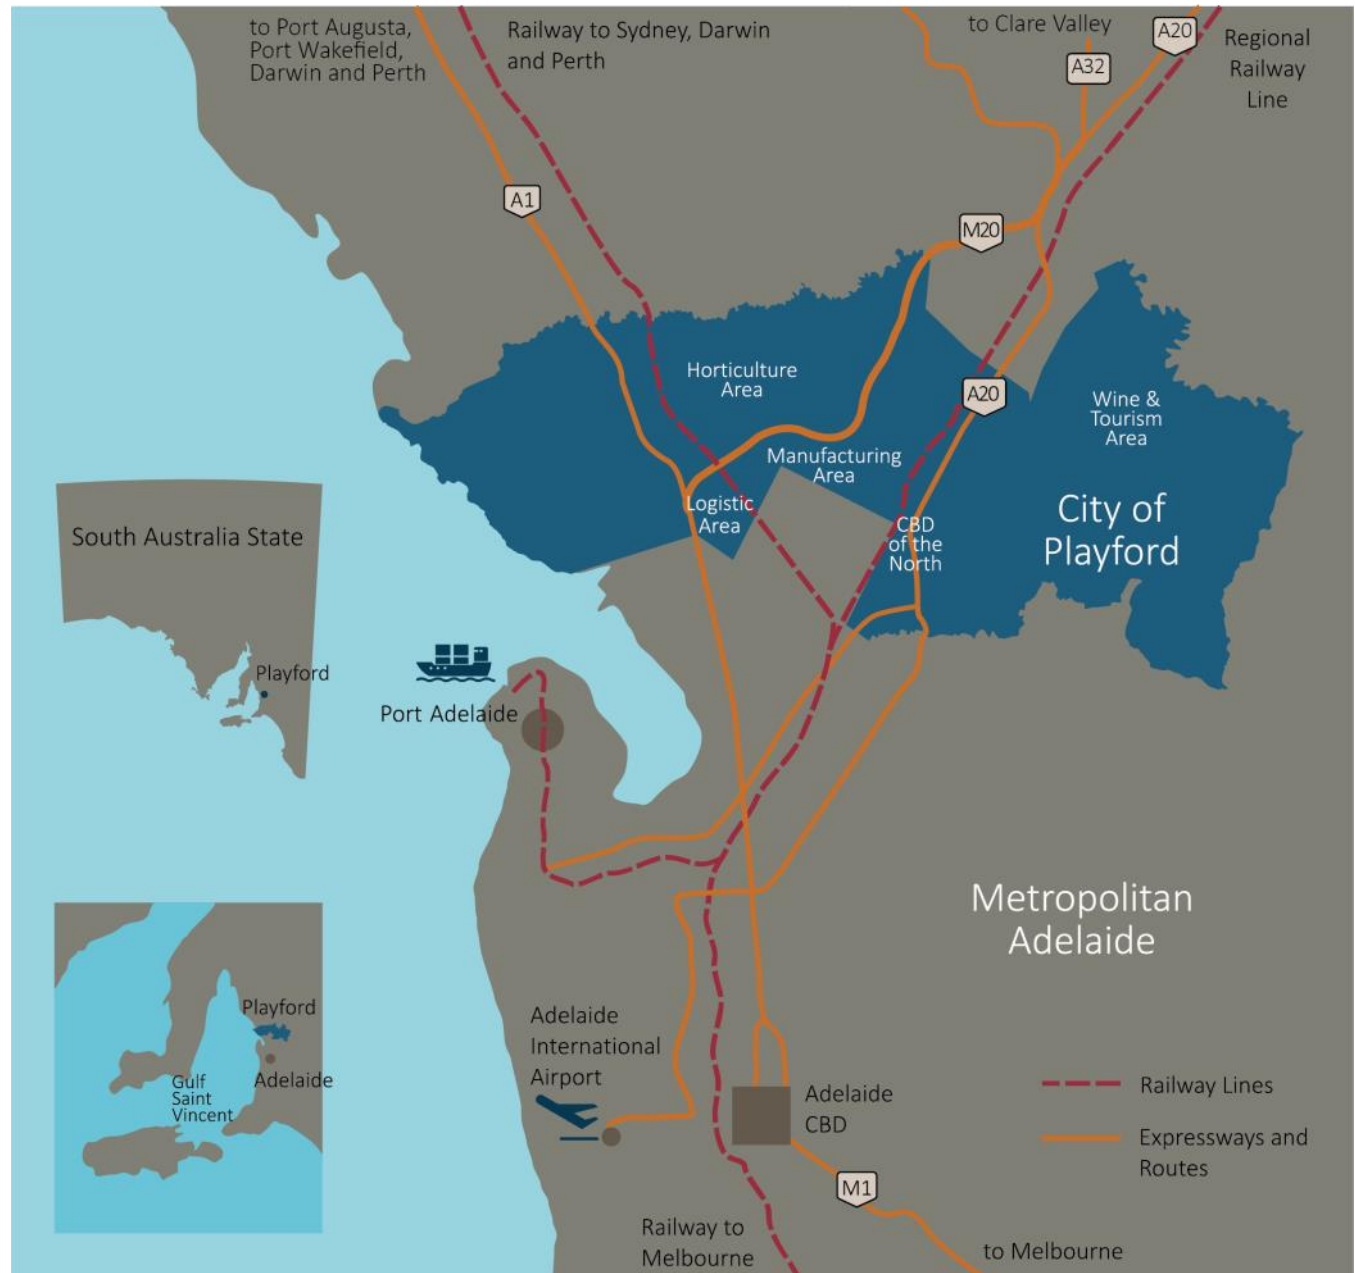 to Port Augusta,
Port Wakefield,
Darwin and Perth
Railway to Sydney, Darwin
and Perth
to Clare Valley
A20
A32
Regional
Railway
Line
A1
M20
Horticulture
Area
A20
Wine &
Tourism
Area
Manufacturing
Area
Logistic
Area
CBD
of the
North
City of
Playford
South Australia State
Playford
Port Adelaide
Metropolitan
Adelaide
Playford
Adelaide
Gulf
Saint
Vincent
Adelaide
International
Airport
Adelaide
CBD
Railway Lines
Expressways and
Routes
M1
Railway to
Melbourne
to Melbourne